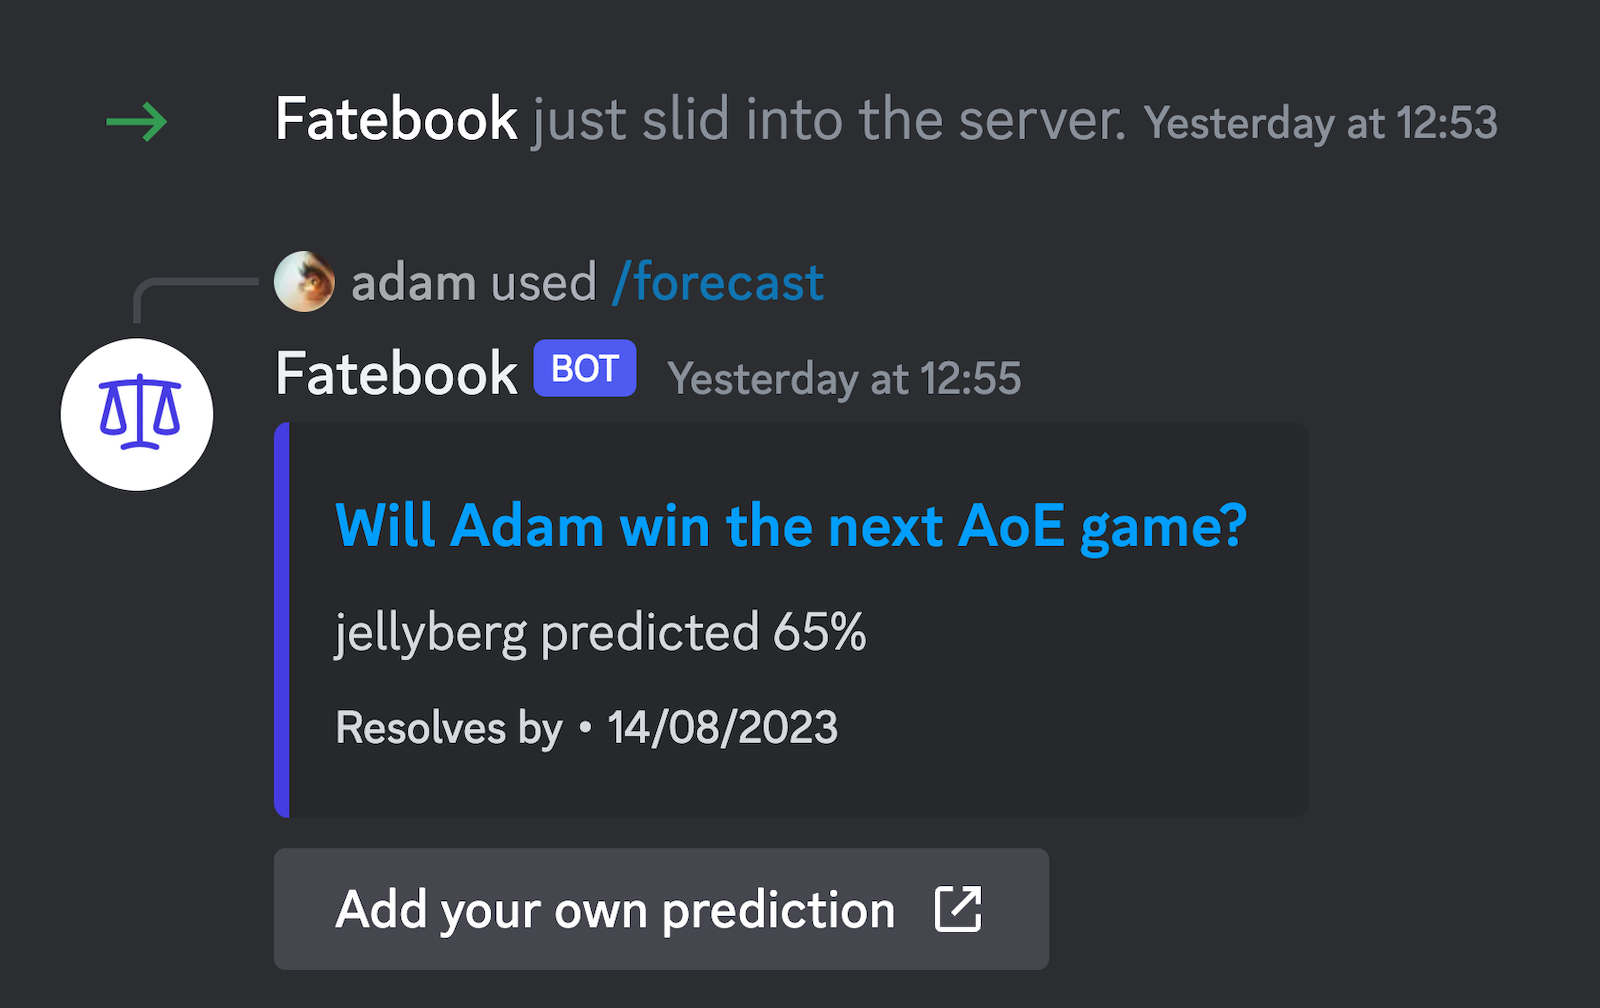 Fatebook just slid into the server. Yesterday at 12:53
adam used /forecast
Fatebook BOT Yesterday at 12:55
Will Adam win the next AoE game?
jellyberg predicted 65%
Resolves by • 14/08/2023
Add your own prediction